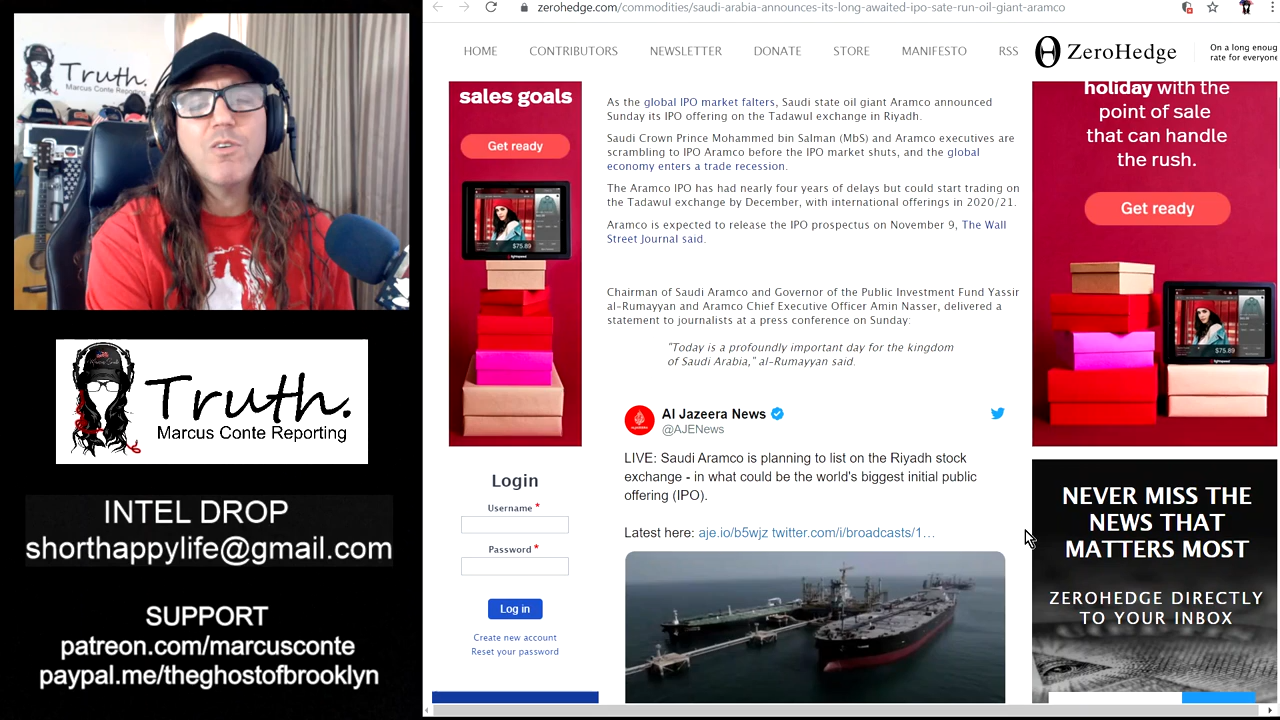 Truth.
Marcus Conte Reporting
Truth.
Marcus Conte Reporting
INTEL DROP
shorthappylife@gmail.com
SUPPORT
patreon.com/marcusconte
paypal.me/theghostofbrooklyn
zerohedge.com/commodities/saudi-arabia-announces-its-long-awaited-ipo-sate-run-oil-giant-aramco
HOME CONTRIBUTORS NEWSLETTER DONATE STORE MANIFESTO RSS
ZeroHedge
On a long enoug
rate for everyone
sales goals
Get ready
$75.89
lightspeed
As the global IPO market falters, Saudi state oil giant Aramco announced
Sunday its IPO offering on the Tadawul exchange in Riyadh.
Saudi Crown Prince Mohammed bin Salman (MbS) and Aramco executives are
scrambling to IPO Aramco before the IPO market shuts, and the global
economy enters a trade recession.
The Aramco IPO has had nearly four years of delays but could start trading on
the Tadawul exchange by December, with international offerings in 2020/21.
Aramco is expected to release the IPO prospectus on November 9, The Wall
Street Journal said.
Chairman of Saudi Aramco and Governor of the Public Investment Fund Yassir
al-Rumayyan and Aramco Chief Executive Officer Amin Nasser, delivered a
statement to journalists at a press conference on Sunday:
"Today is a profoundly important day for the kingdom
of Saudi Arabia," al-Rumayyan said.
Al Jazeera News
@AJENews
LIVE: Saudi Aramco is planning to list on the Riyadh stock
exchange - in what could be the world's biggest initial public
offering (IPO).
Latest here: aje.io/b5wjz twitter.com/i/broadcasts/1…
Login
Username *
Password *
Log in
Create new account
Reset your password
holiday with the
point of sale
that can handle
the rush.
Get ready
$75.89
lightspeed
NEVER MISS THE
NEWS THAT
MATTERS MOST
ZEROHEDGE DIRECTLY
TO YOUR INBOX